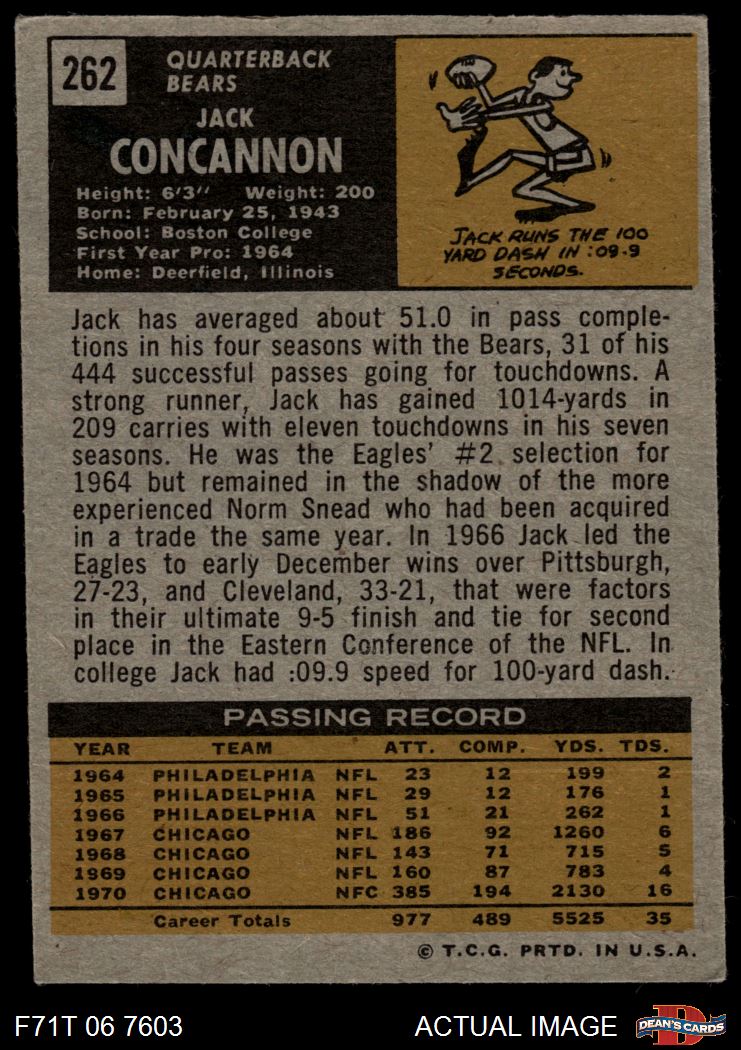 262
QUARTERBACK
BEARS
JACK
CONCANNON
Height: 6'3" Weight: 200
Born: February 25, 1943
School: Boston College
First Year Pro: 1964
Home: Deerfield, Illinois
JACK RUNS THE 100
YARD DASH IN :09.9
SECONDS.
Jack has averaged about 51.0 in pass comple-
tions in his four seasons with the Bears, 31 of his
444 successful passes going for touchdowns. A
strong runner, Jack has gained 1014-yards in
209 carries with eleven touchdowns in his seven
seasons. He was the Eagles' #2 selection for
1964 but remained in the shadow of the more
experienced Norm Snead who had been acquired
in a trade the same year. In 1966 Jack led the
Eagles to early December wins over Pittsburgh,
27-23, and Cleveland, 33-21, that were factors
in their ultimate 9-5 finish and tie for second
place in the Eastern Conference of the NFL. In
college Jack had :09.9 speed for 100-yard dash.
PASSING RECORD
YEAR TEAM ATT. COMP. YDS. TDS.
1964 PHILADELPHIA NFL 23 12 199 2
1965 PHILADELPHIA NFL 29 12 176 1
1966 PHILADELPHIA NFL 51 21 262 1
1967 CHICAGO NFL 186 92 1260 6
1968 CHICAGO NFL 143 71 715 5
1969 CHICAGO NFL 160 87 783 4
1970 CHICAGO NFC 385 194 2130 16
Career Totals 977 489 5525 35
© T.C.G. PRTD. IN U.S.A.
F71T 06 7603 ACTUAL IMAGE
D
DEAN'S CARDS